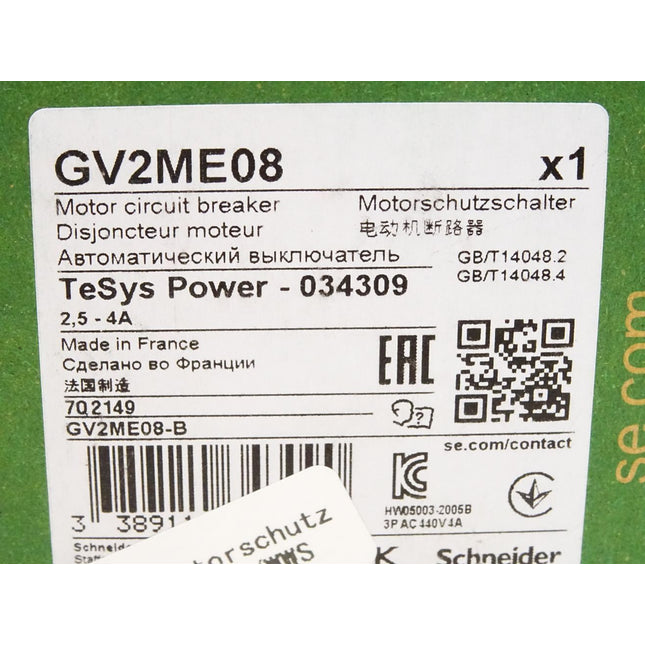 GV2ME08 x1
Motor circuit breaker Motorschutzschalter
Disjoncteur moteur 电动机断路器
Автоматический выключатель GB/T14048.2
GB/T14048.4
TeSys Power - 034309
2,5 - 4A
Made in France
Сделано во Франции
EAC
法国制造
7Q2149
GV2ME08-B
se.com/contact
HW05003-2005B
3P AC 440V 4A
3 38911
Schneider
se.com